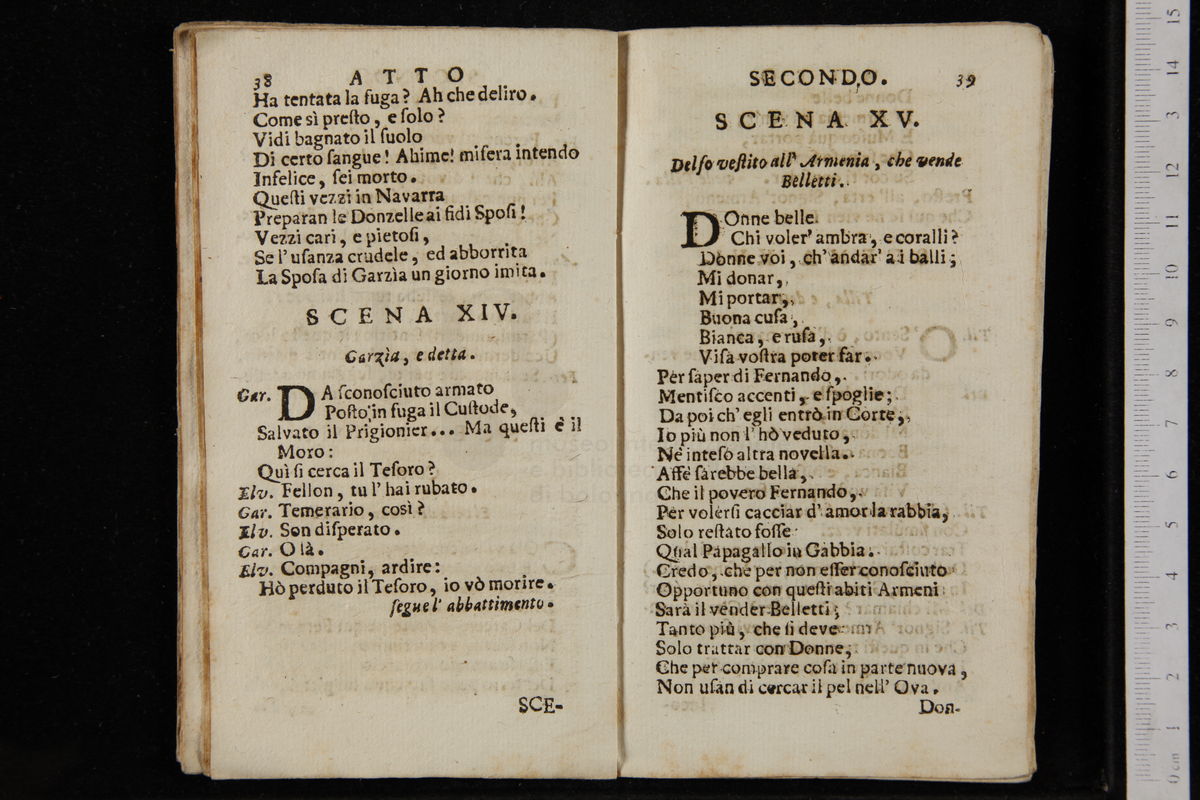 38 ATTO
Ha tentata la fuga? Ah che deliro.
Come sì preſto, e ſolo?
Vidi bagnato il ſuolo
Di certo ſangue! Ahime! miſera intendo
Infelice, ſei morto.
Queſti vezzi in Navarra
Preparan le Donzelle ai fidi Spoſi!
Vezzi cari, e pietoſi,
Se l' uſanza crudele, ed abborrita
La Spoſa di Garzìa un giorno imita.
SCENA XIV.
Garzìa, e detta.
Gar. DA ſconoſciuto armato
Poſto in fuga il Cuſtode,
Salvato il Prigionier... Ma queſti è il
Moro:
Quì ſi cerca il Teſoro?
Elv. Fellon, tu l' hai rubato.
Gar. Temerario, così?
Elv. Son diſperato.
Gar. Olà.
Elv. Compagni, ardire:
Hò perduto il Teſoro, io vò morire.
ſegue l' abbattimento.
SCE-
SECONDO. 39
SCENA XV.
Delſo veſtito all' Armenia, che vende
Belletti.
DOnne belle
Chi voler' ambra, e coralli?
Donne voi, ch' andar' a i balli;
Mi donar,
Mi portar,
Buona cuſa,
Bianca, e ruſa,
Viſa voſtra poter far.
Per ſaper di Fernando,
Mentiſco accenti, e ſpoglie;
Da poi ch' egli entrò in Corte,
Io più non l' hò veduto,
Nè inteſo altra novella.
Affè ſarebbe bella,
Che il povero Fernando,
Per volerſi cacciar d' amor la rabbia,
Solo reſtato foſſe
Qual Papagallo in Gabbia.
Credo, che per non eſſer conoſciuto
Opportuno con queſti abiti Armeni
Sarà il vender Belletti;
Tanto più, che ſi deve
Solo trattar con Donne,
Che per comprare coſa in parte nuova,
Non uſan di cercar il pel nell' Ova.
Don-